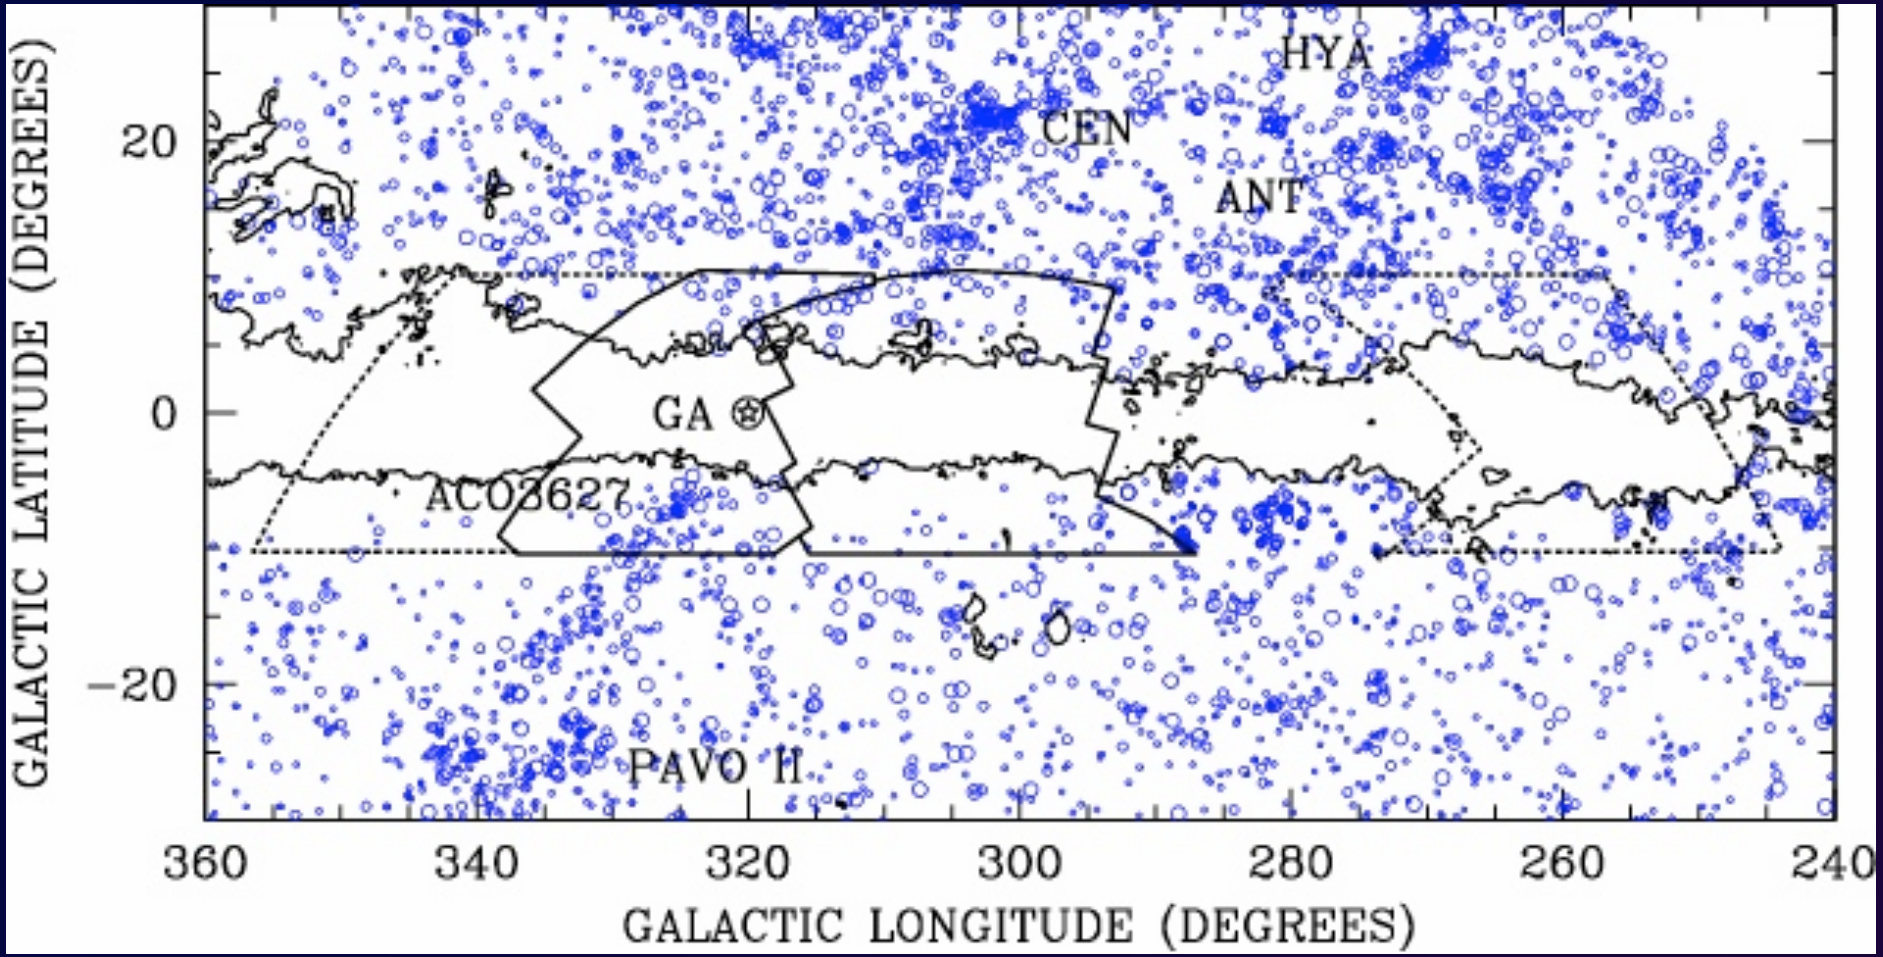 GALACTIC LATITUDE (DEGREES)
20
0
−20
HYA
CEN
ANT
GA
ACO3627
PAVO II
360 340 320 300 280 260 240
GALACTIC LONGITUDE (DEGREES)